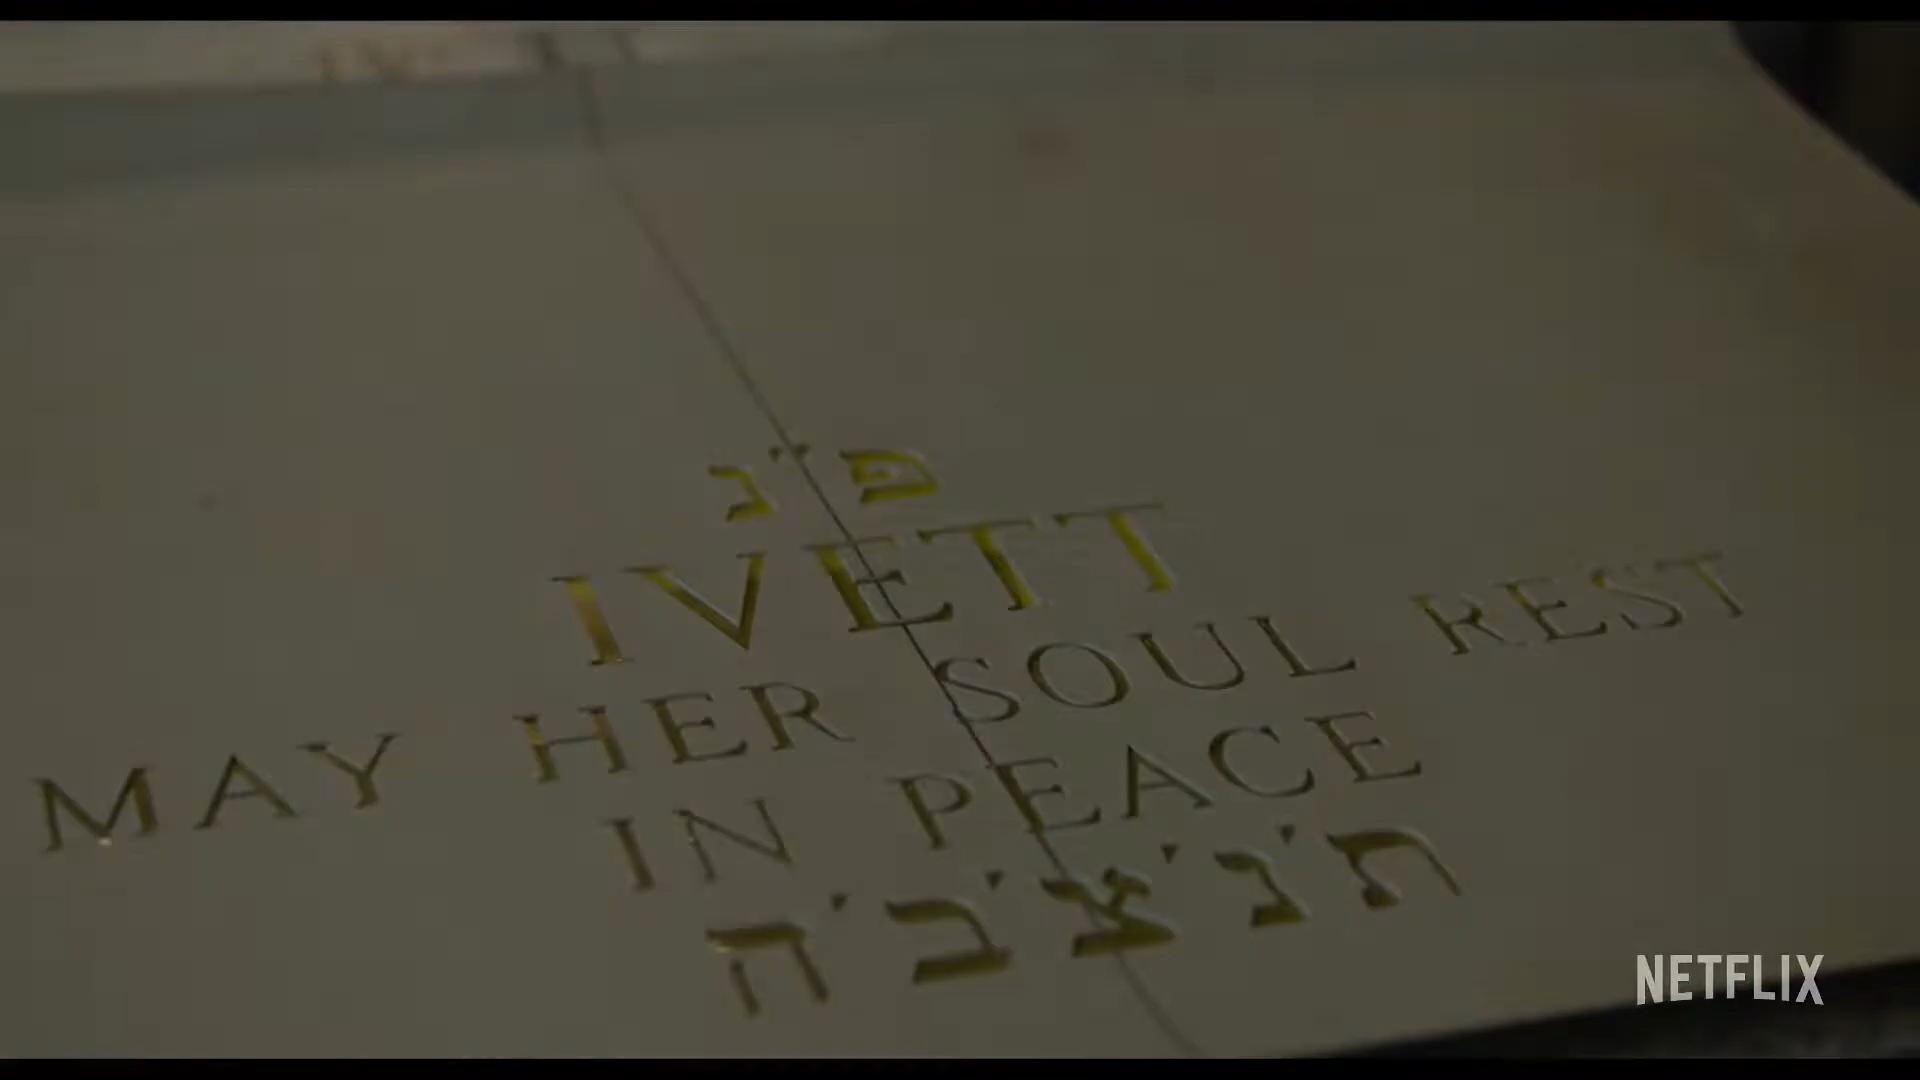 פ"נ
IVETT
MAY HER SOUL REST
IN PEACE
ת'נ'צ'ב'ה
NETFLIX